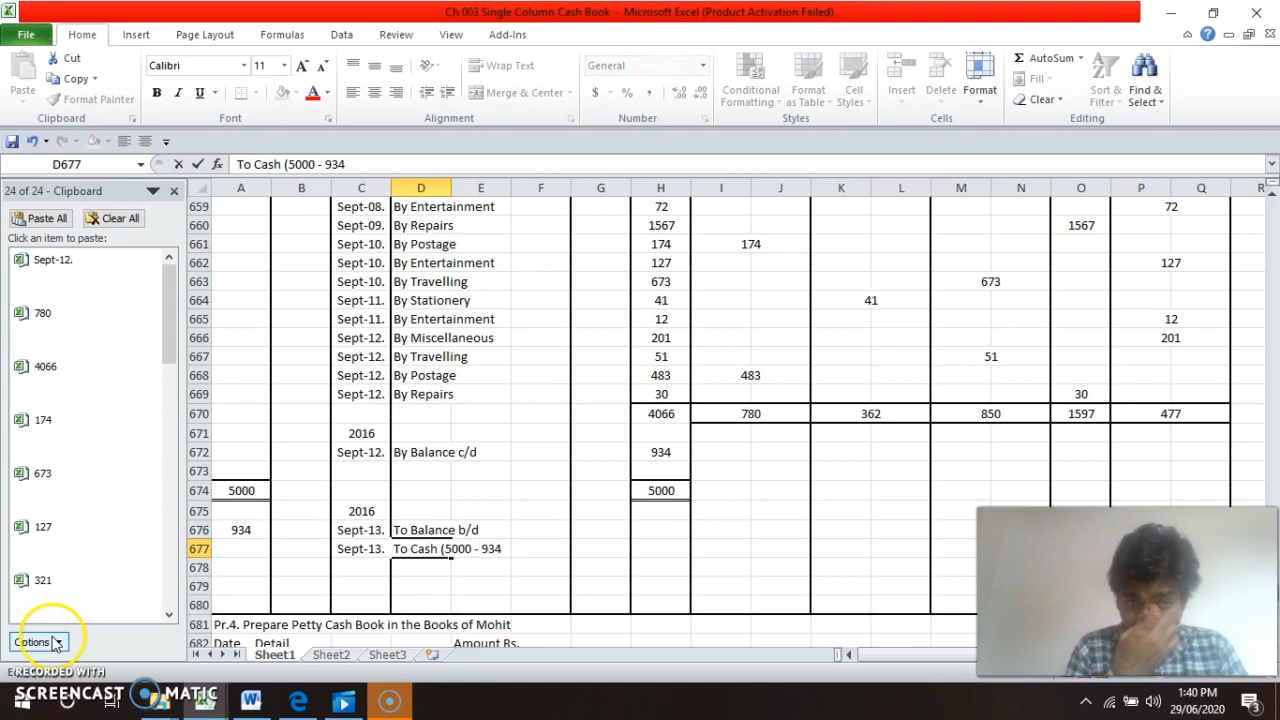 Ch 003 Single Column Cash Book - Microsoft Excel (Product Activation Failed)
File Home Insert Page Layout Formulas Data Review View Add-Ins
Cut
Copy
Format Painter
Paste
Clipboard
Calibri 11
Font
Wrap Text
Merge & Center
Alignment
General
Number
Conditional Formatting
Format as Table
Cell Styles
Styles
Insert Delete Format
Cells
AutoSum
Fill
Clear
Sort & Filter
Find & Select
Editing
D677 To Cash (5000 - 934
24 of 24 - Clipboard
Paste All Clear All
Click an item to paste:
Sept-12.
780
4066
174
673
127
321
Options
A B C D E F G H I J K L M N O P Q R
659 Sept-08. By Entertainment 72 72
660 Sept-09. By Repairs 1567 1567
661 Sept-10. By Postage 174 174
662 Sept-10. By Entertainment 127 127
663 Sept-10. By Travelling 673 673
664 Sept-11. By Stationery 41 41
665 Sept-11. By Entertainment 12 12
666 Sept-12. By Miscellaneous 201 201
667 Sept-12. By Travelling 51 51
668 Sept-12. By Postage 483 483
669 Sept-12. By Repairs 30 30
670 4066 780 362 850 1597 477
671 2016
672 Sept-12. By Balance c/d 934
673
674 5000 5000
675 2016
676 934 Sept-13. To Balance b/d
677 Sept-13. To Cash (5000 - 934
678
679
680
681 Pr.4. Prepare Petty Cash Book in the Books of Mohit
682 Date Detail Amount Rs.
Sheet1 Sheet2 Sheet3
RECORDED WITH
SCREENCAST MATIC
1:40 PM
29/06/2020
3